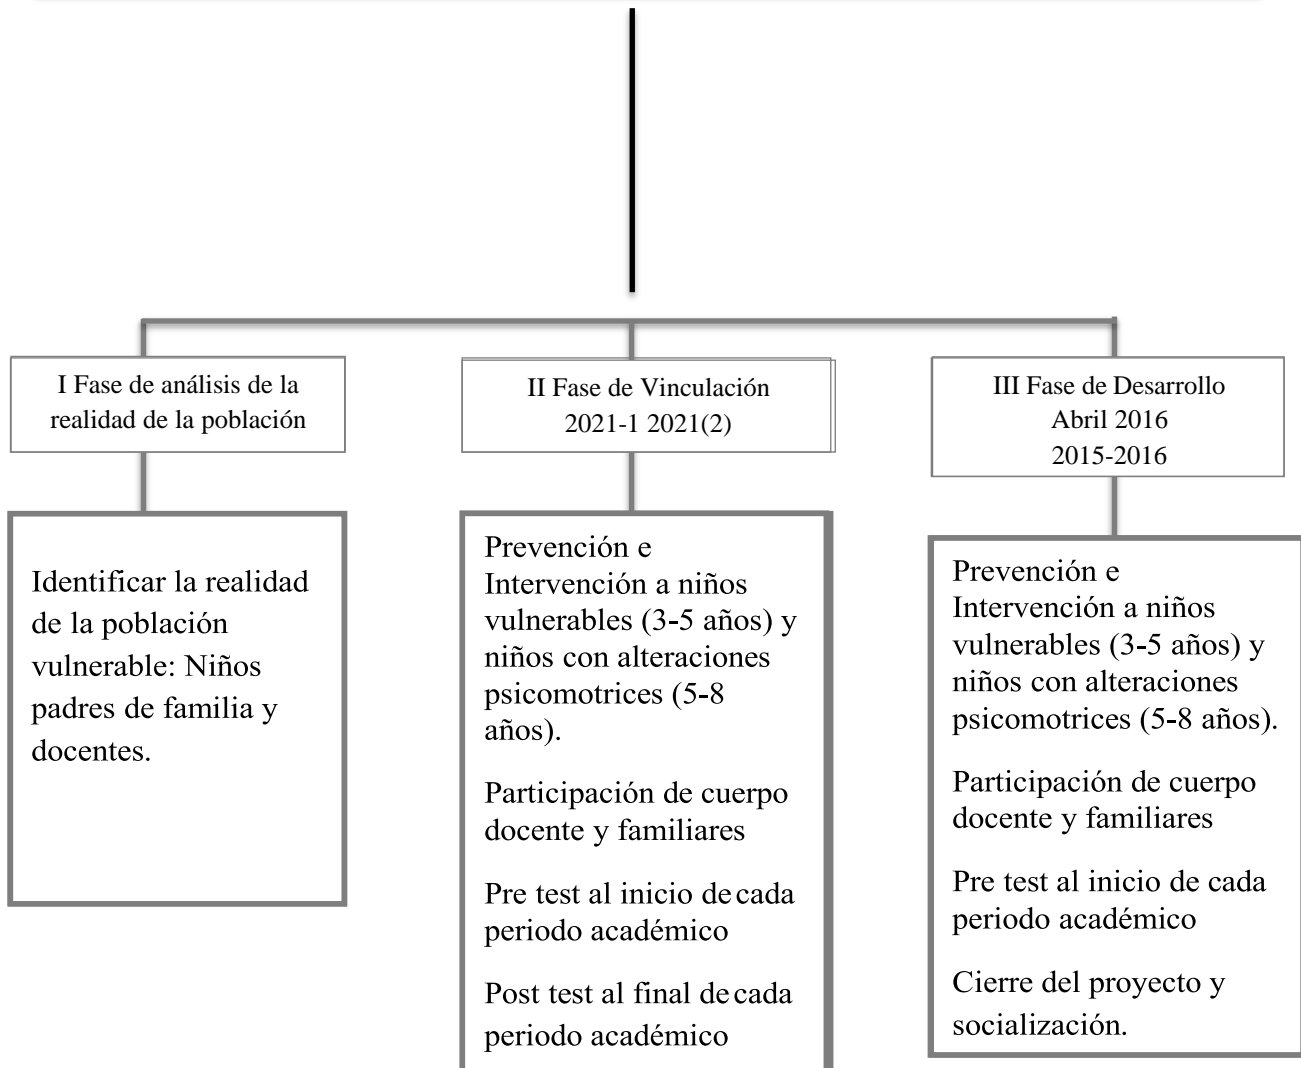 I Fase de análisis de la
realidad de la población
II Fase de Vinculación
2021-1 2021(2)
III Fase de Desarrollo
Abril 2016
2015-2016
Identificar la realidad
de la población
vulnerable: Niños
padres de familia y
docentes.
Prevención e
Intervención a niños
vulnerables (3-5 años) y
niños con alteraciones
psicomotrices (5-8
años).
Participación de cuerpo
docente y familiares
Pre test al inicio de cada
periodo académico
Post test al final de cada
periodo académico
Prevención e
Intervención a niños
vulnerables (3-5 años) y
niños con alteraciones
psicomotrices (5-8 años).
Participación de cuerpo
docente y familiares
Pre test al inicio de cada
periodo académico
Cierre del proyecto y
socialización.